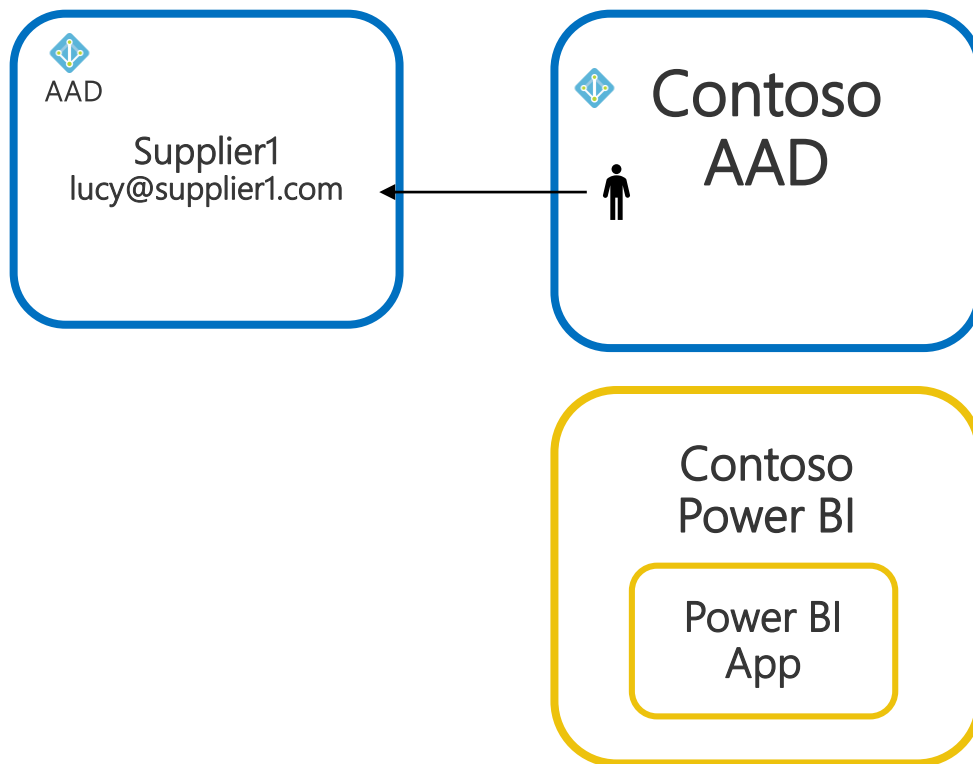 AAD
Supplier1
lucy@supplier1.com
Contoso
AAD
Contoso
Power BI
Power BI
App